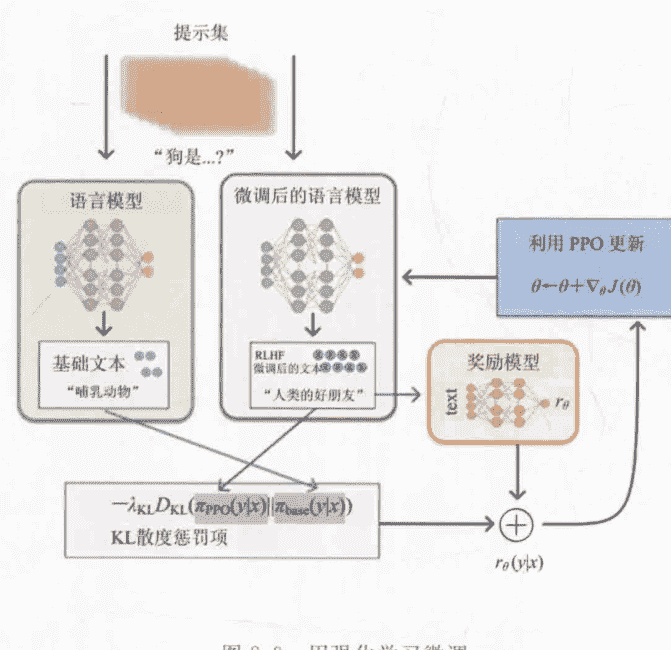 提示集
“狗是...?”
语言模型
微调后的语言模型
利用 PPO 更新
θ←θ+∇θJ(θ)
基础文本
“哺乳动物”
RLHF
微调后的文本
“人类的好朋友”
奖励模型
text
rθ
−λKL DKL(πPPO(y|x)||πbase(y|x))
KL散度惩罚项
rθ(y|x)